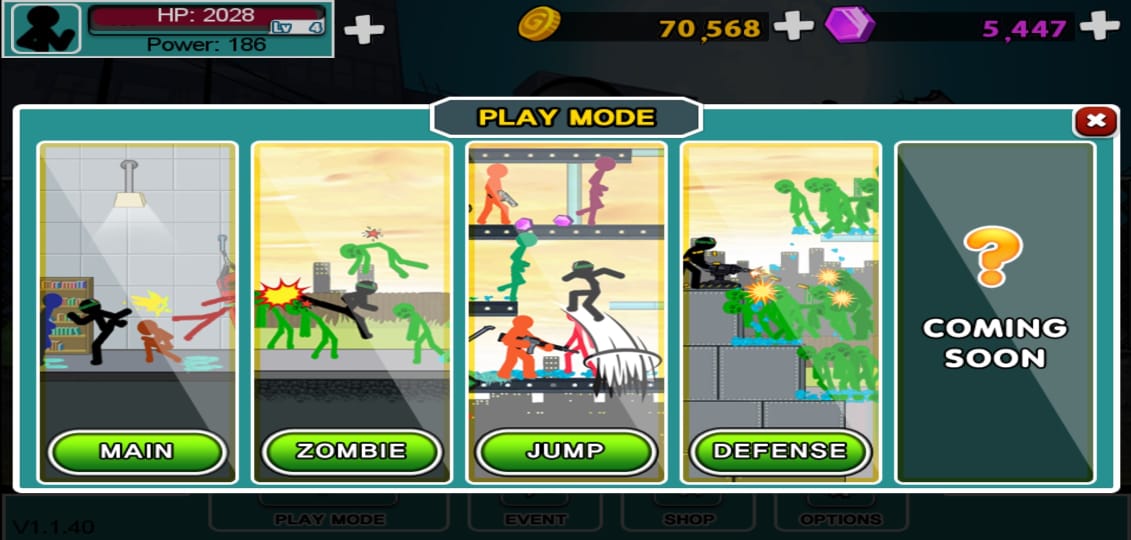 HP: 2028
Lv 4
Power: 186
70,568
5,447
PLAY MODE
MAIN
ZOMBIE
JUMP
DEFENSE
COMING
SOON
V1.1.40
PLAY MODE
EVENT
SHOP
OPTIONS